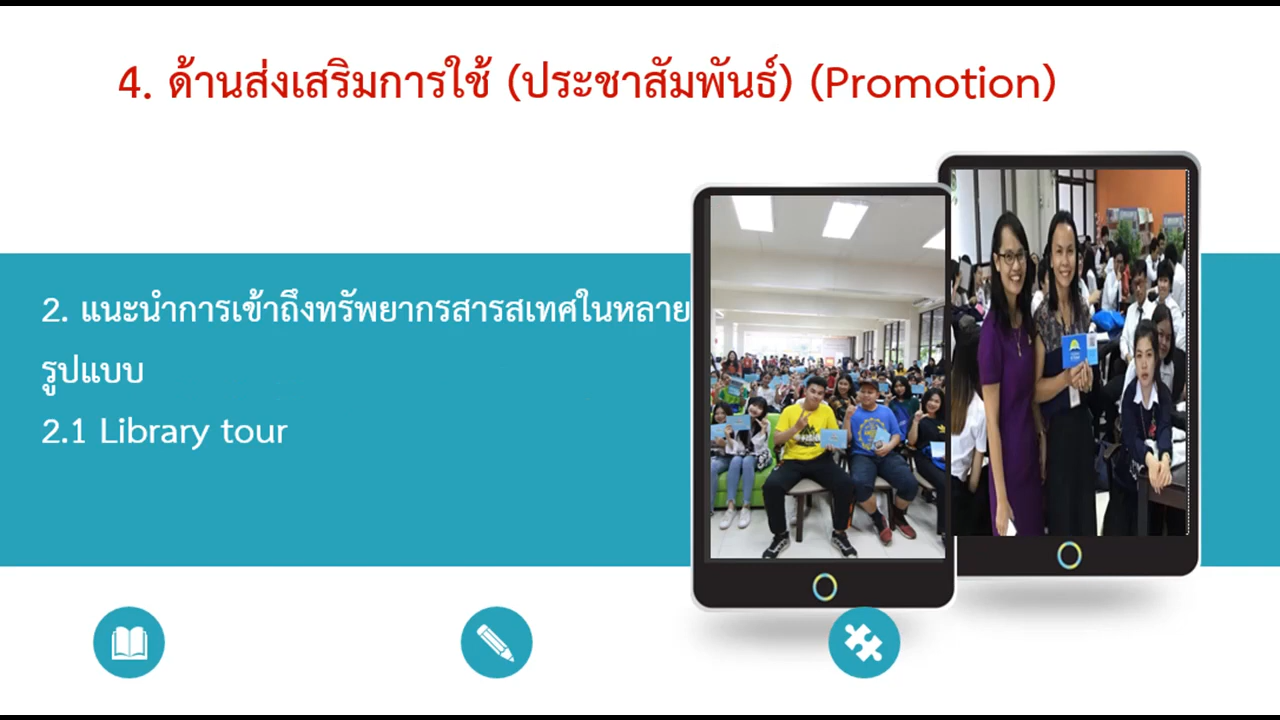 4. ด้านส่งเสริมการใช้ (ประชาสัมพันธ์) (Promotion)
2. แนะนำการเข้าถึงทรัพยากรสารสเทศในหลาย
รูปแบบ
2.1 Library tour